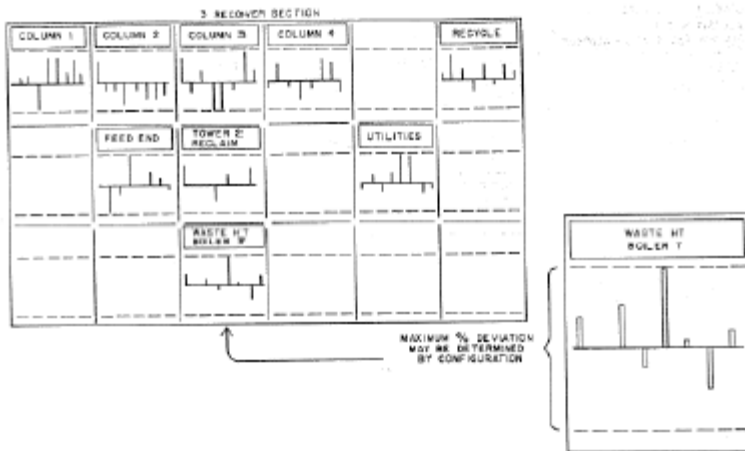 3 RECOVER SECTION
COLUMN 1
COLUMN 2
COLUMN 3
COLUMN 4
RECYCLE
FEED END
TOWER 2
RECLAIM
UTILITIES
WASTE HT
BOILER
WASTE HT
BOILER T
MAXIMUM % DEVIATION
MAY BE DETERMINED
BY CONFIGURATION